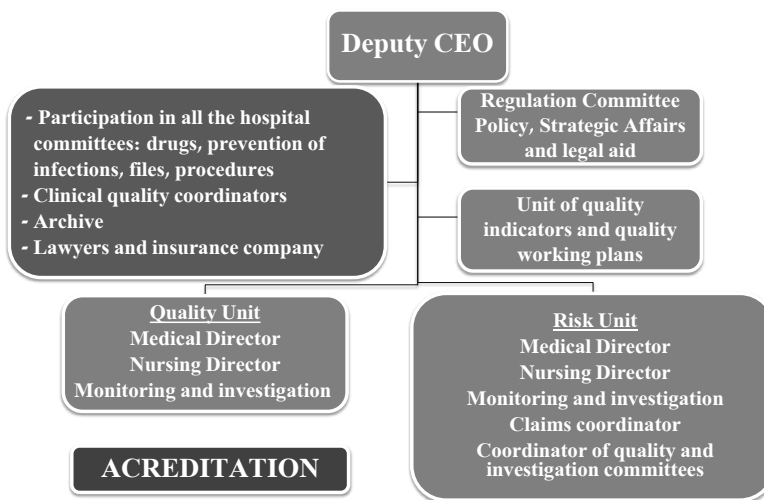 Deputy CEO
- Participation in all the hospital
committees: drugs, prevention of
infections, files, procedures
- Clinical quality coordinators
- Archive
- Lawyers and insurance company
Regulation Committee
Policy, Strategic Affairs
and legal aid
Unit of quality
indicators and quality
working plans
Quality Unit
Medical Director
Nursing Director
Monitoring and investigation
Risk Unit
Medical Director
Nursing Director
Monitoring and investigation
Claims coordinator
Coordinator of quality and
investigation committees
ACREDITATION